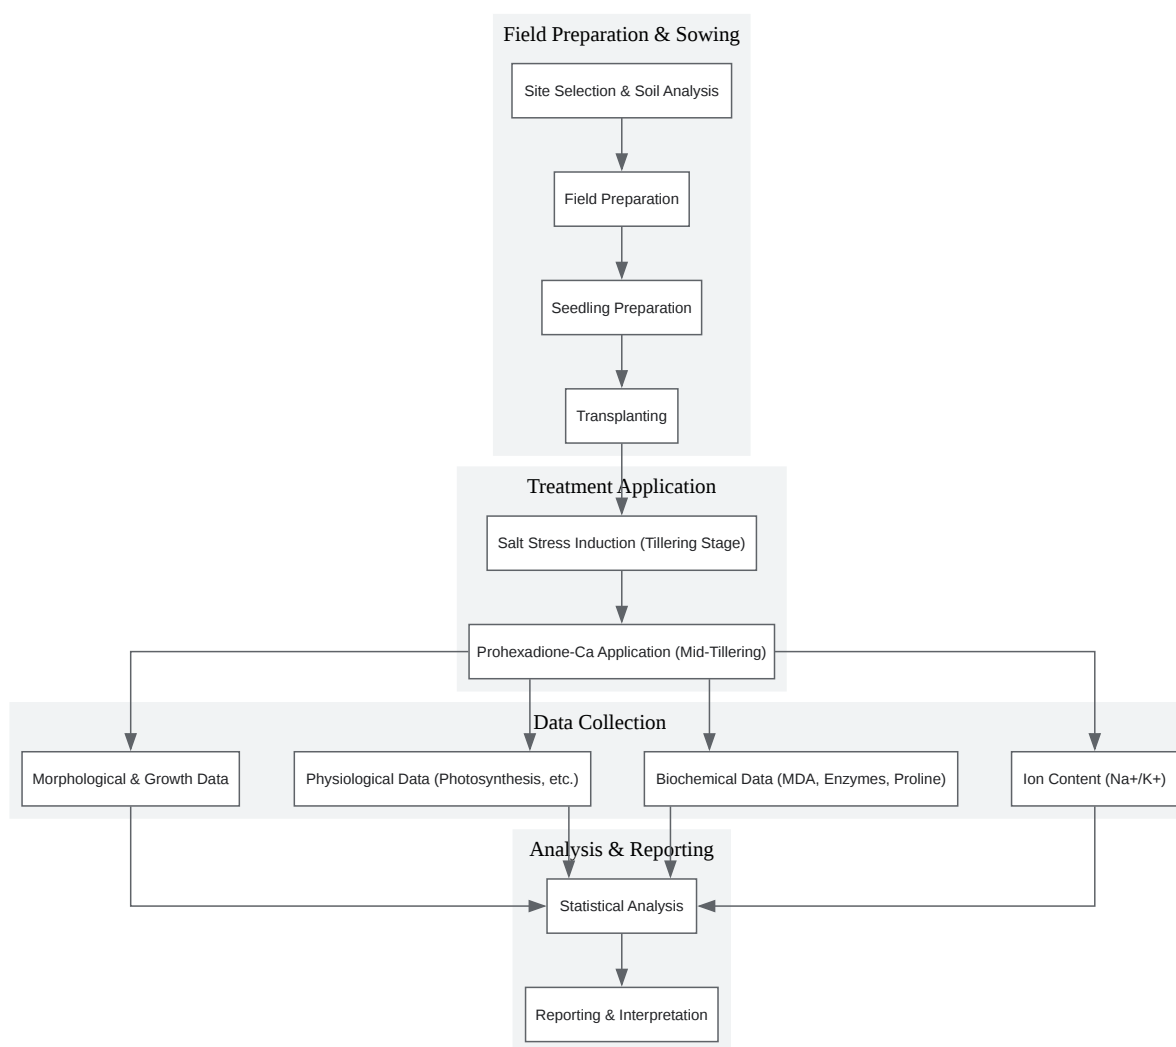 Field Preparation & Sowing
Site Selection & Soil Analysis
Field Preparation
Seedling Preparation
Transplanting
Treatment Application
Salt Stress Induction (Tillering Stage)
Prohexadione-Ca Application (Mid-Tillering)
Data Collection
Morphological & Growth Data
Physiological Data (Photosynthesis, etc.)
Biochemical Data (MDA, Enzymes, Proline)
Ion Content (Na+/K+)
Analysis & Reporting
Statistical Analysis
Reporting & Interpretation